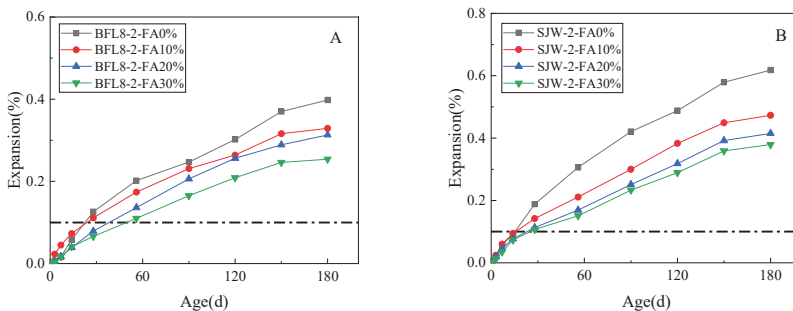 A
BFL8-2-FA0%
BFL8-2-FA10%
BFL8-2-FA20%
BFL8-2-FA30%
Expansion(%)
0.6
0.4
0.2
0.0
0 60 120 180
Age(d)
B
SJW-2-FA0%
SJW-2-FA10%
SJW-2-FA20%
SJW-2-FA30%
Expansion(%)
0.8
0.6
0.4
0.2
0.0
0 60 120 180
Age(d)